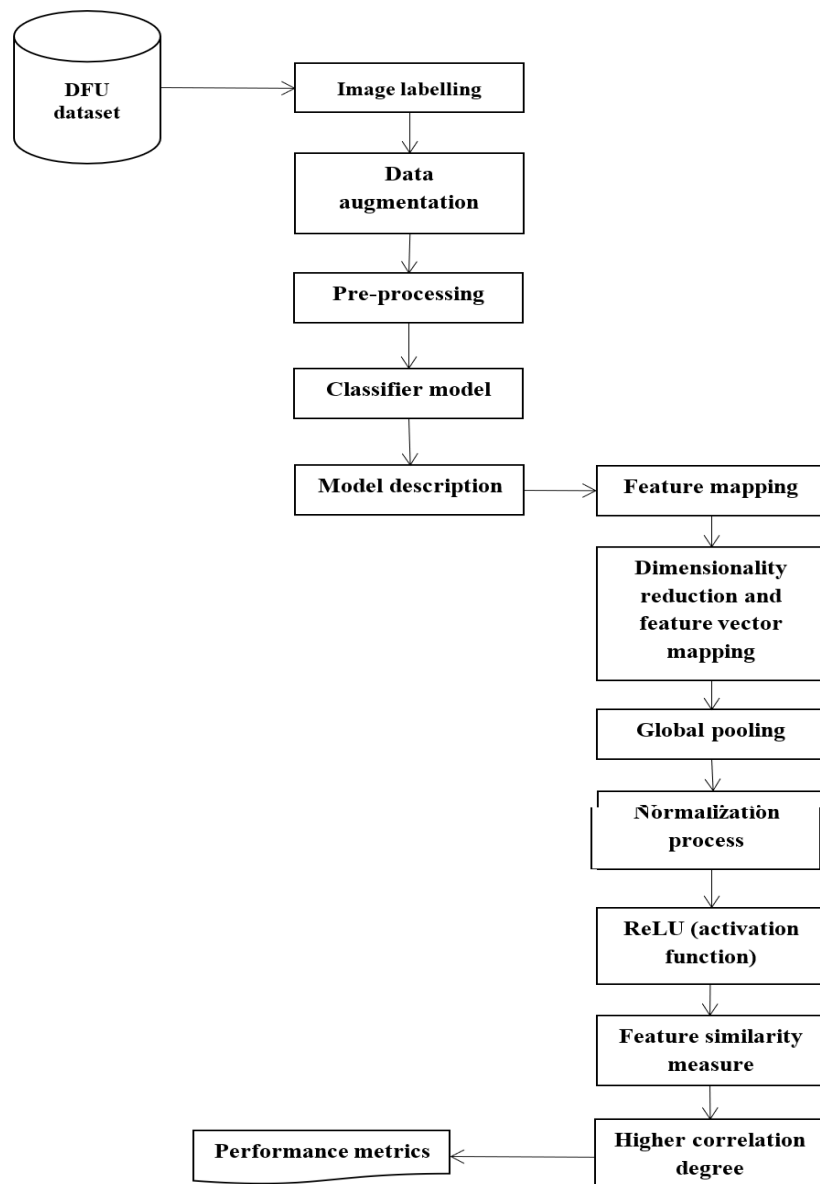 DFU
dataset
Image labelling
Data
augmentation
Pre-processing
Classifier model
Model description
Feature mapping
Dimensionality
reduction and
feature vector
mapping
Global pooling
Normalization
process
ReLU (activation
function)
Feature similarity
measure
Higher correlation
degree
Performance metrics